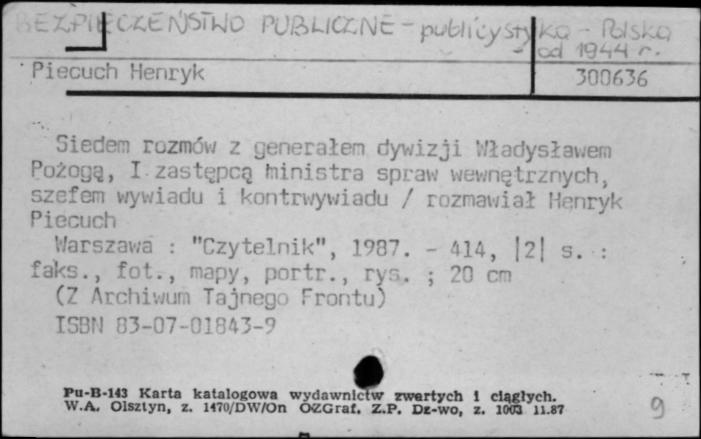 BEZPIECZEŃSTWO PUBLICZNE - publicystyka - Polska
od 1944 r.
Piecuch Henryk 300636
Siedem rozmów z generałem dywizji Władysławem
Pożogą, I zastępcą ministra spraw wewnętrznych,
szefem wywiadu i kontrwywiadu / rozmawiał Henryk
Piecuch
Warszawa : "Czytelnik", 1987. - 414, |2| s. :
faks., fot., mapy, portr., rys. ; 20 cm
(Z Archiwum Tajnego Frontu)
ISBN 83-07-01843-9
Pu-B-143 Karta katalogowa wydawnictw zwartych i ciągłych.
W.A. Olsztyn, z. 1470/DW/On OZGraf. Z.P. Dz-wo, z. 1003 11.87
9